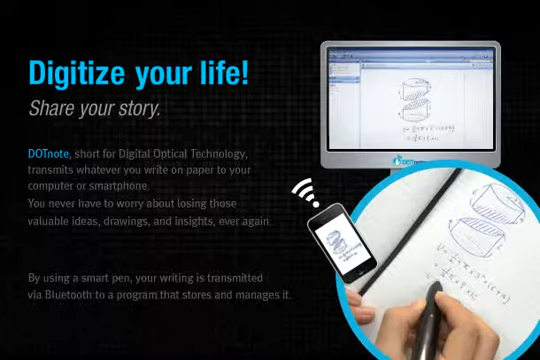 Digitize your life!
Share your story.
DOTnote, short for Digital Optical Technology,
transmits whatever you write on paper to your
computer or smartphone.
You never have to worry about losing those
valuable ideas, drawings, and insights, ever again.
By using a smart pen, your writing is transmitted
via Bluetooth to a program that stores and manages it.
DOTnote